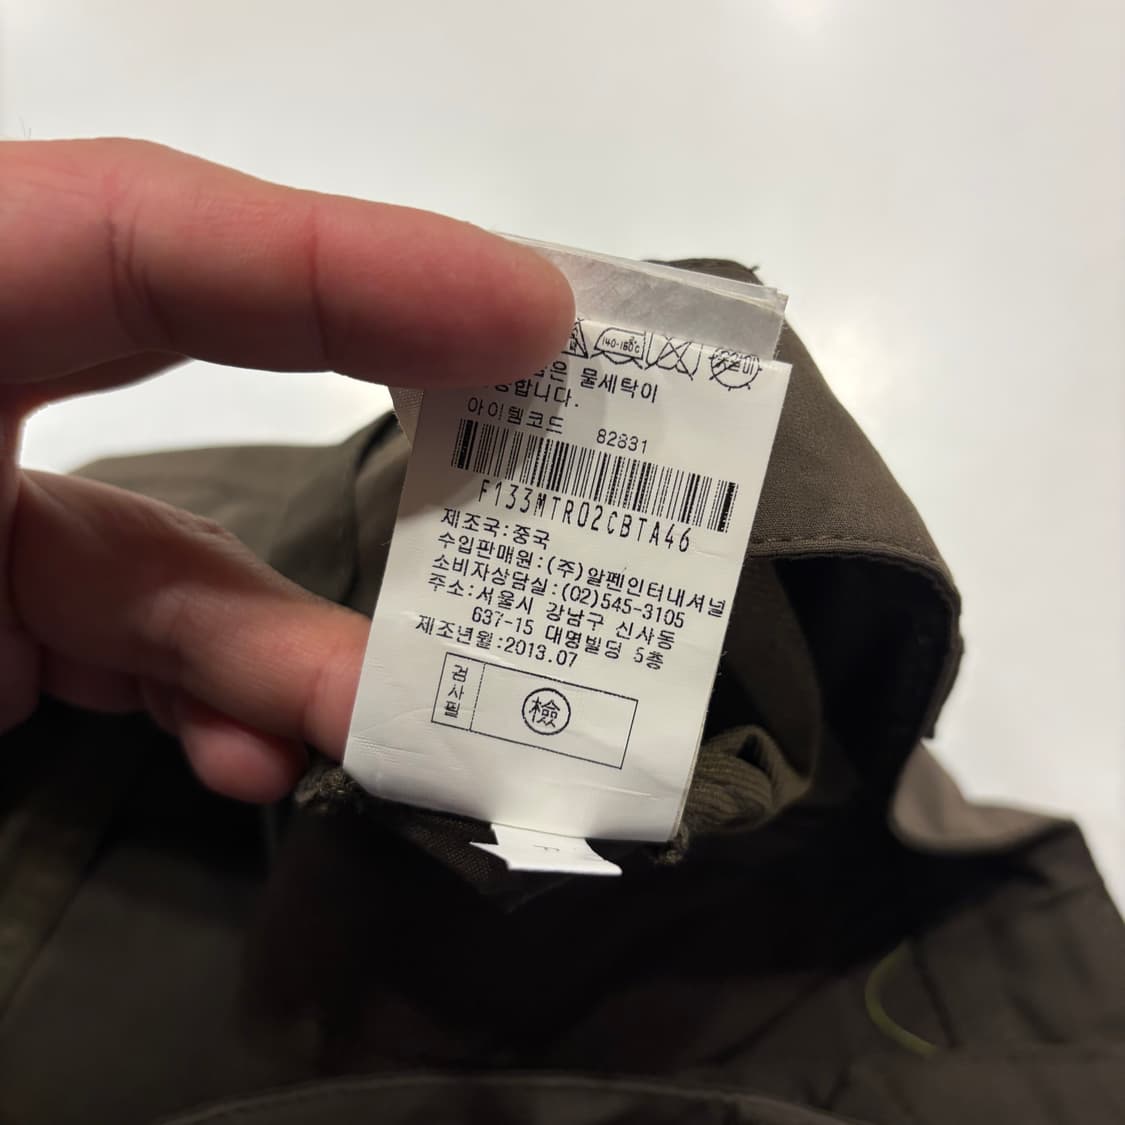 140-160℃
은 물세탁이
합니다.
아이템코드 82831
F133MTR02CBTA46
제조국:중국
수입판매원:(주)알펜인터내셔널
소비자상담실:(02)545-3105
주소:서울시 강남구 신사동
637-15 대명빌딩 5층
제조년월:2013.07
검사필
檢
F